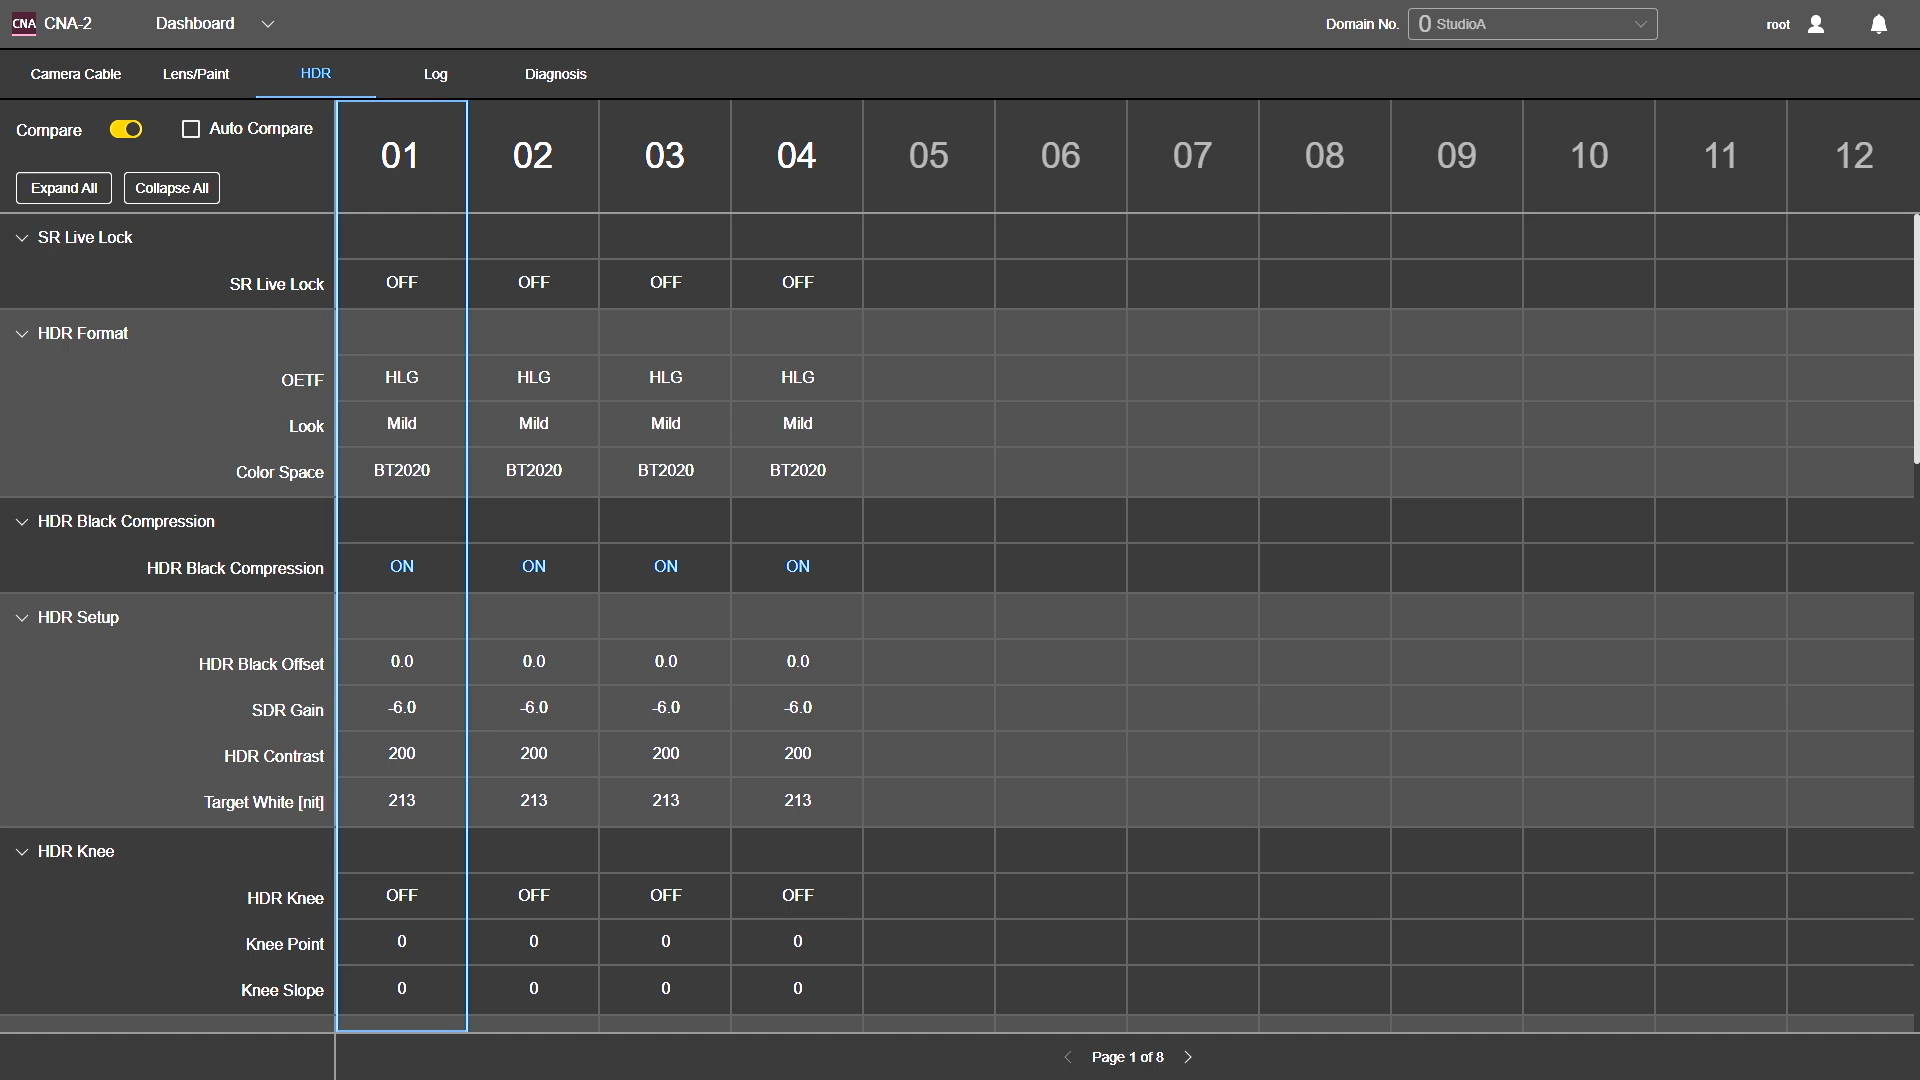 CNA CNA-2 Dashboard Domain No. 0 StudioA root
Camera Cable Lens/Paint HDR Log Diagnosis
Compare Auto Compare
01 02 03 04 05 06 07 08 09 10 11 12
Expand All Collapse All
SR Live Lock
SR Live Lock OFF OFF OFF OFF
HDR Format
OETF HLG HLG HLG HLG
Look Mild Mild Mild Mild
Color Space BT2020 BT2020 BT2020 BT2020
HDR Black Compression
HDR Black Compression ON ON ON ON
HDR Setup
HDR Black Offset 0.0 0.0 0.0 0.0
SDR Gain -6.0 -6.0 -6.0 -6.0
HDR Contrast 200 200 200 200
Target White [nit] 213 213 213 213
HDR Knee
HDR Knee OFF OFF OFF OFF
Knee Point 0 0 0 0
Knee Slope 0 0 0 0
Page 1 of 8